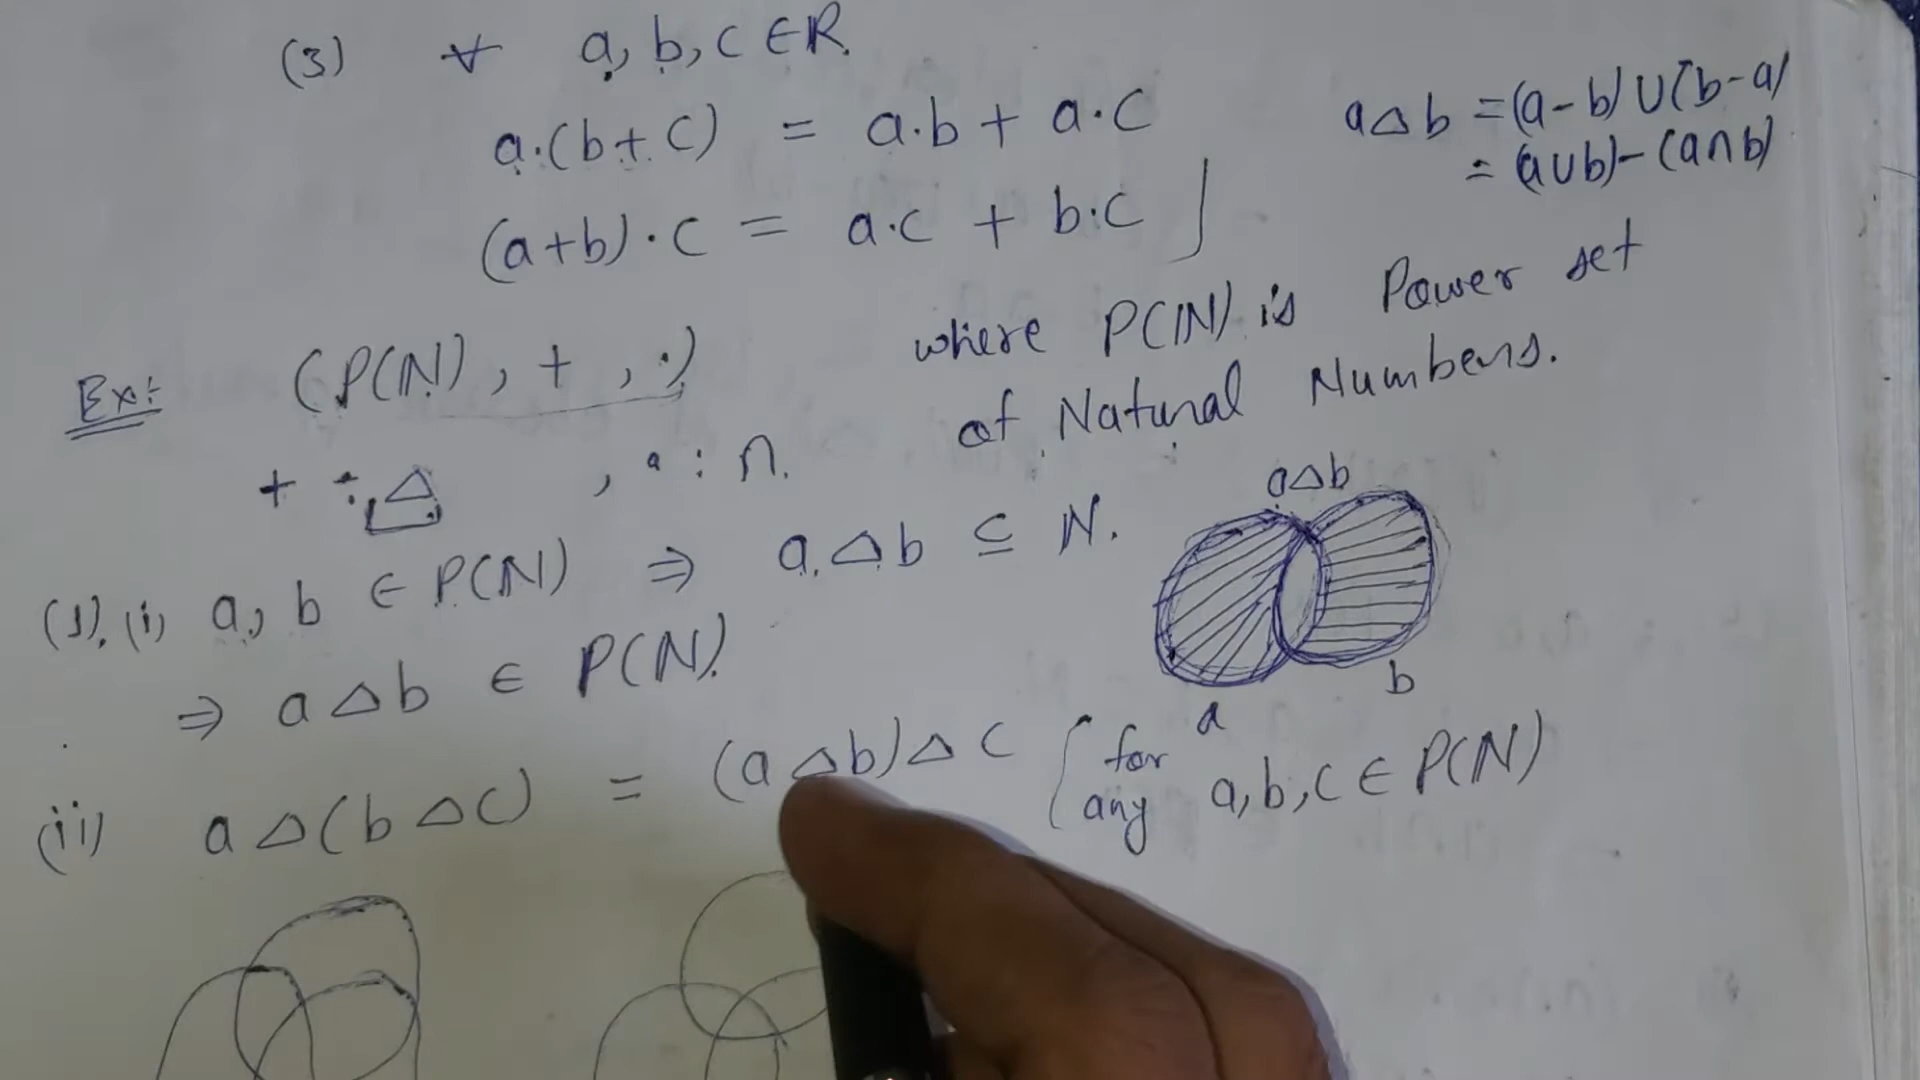 (3) ∀ a, b, c ∈ R.
a.(b+c) = a.b + a.c
(a+b).c = a.c + b.c ]
a△b = (a-b) ∪ (b-a)
= (a∪b) - (a∩b)
Ex: (P(N), +, .) where P(N) is Power set
of Natural Numbers.
+ : △ , . : ∩.
(1). (i) a, b ∈ P(N) ⇒ a △ b ⊆ N.
⇒ a △ b ∈ P(N).
a△b
a
b
(ii) a △ (b △ c) = (a △ b) △ c [ for any a, b, c ∈ P(N)